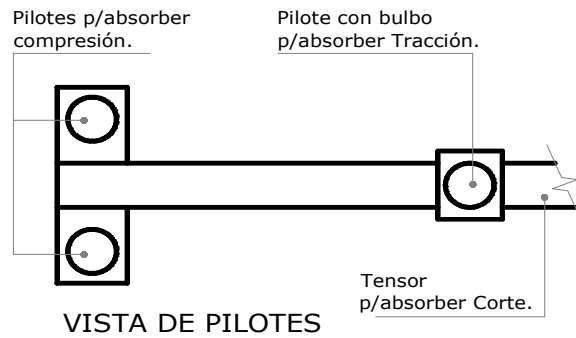 Pilotes p/absorber
compresión.
Pilote con bulbo
p/absorber Tracción.
Tensor
p/absorber Corte.
VISTA DE PILOTES